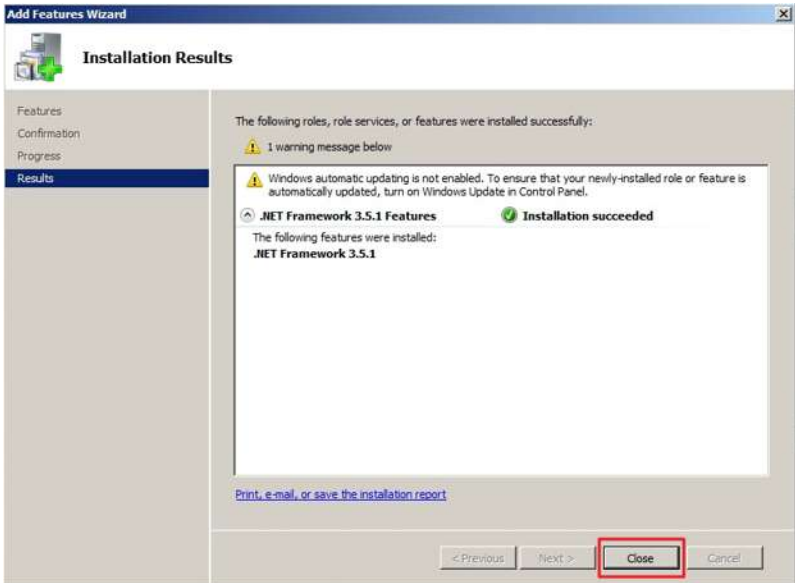 Add Features Wizard
Installation Results
Features
Confirmation
Progress
Results
The following roles, role services, or features were installed successfully:
1 warning message below
Windows automatic updating is not enabled. To ensure that your newly-installed role or feature is
automatically updated, turn on Windows Update in Control Panel.
.NET Framework 3.5.1 Features
Installation succeeded
The following features were installed:
.NET Framework 3.5.1
Print, e-mail, or save the installation report
< Previous
Next >
Close
Cancel